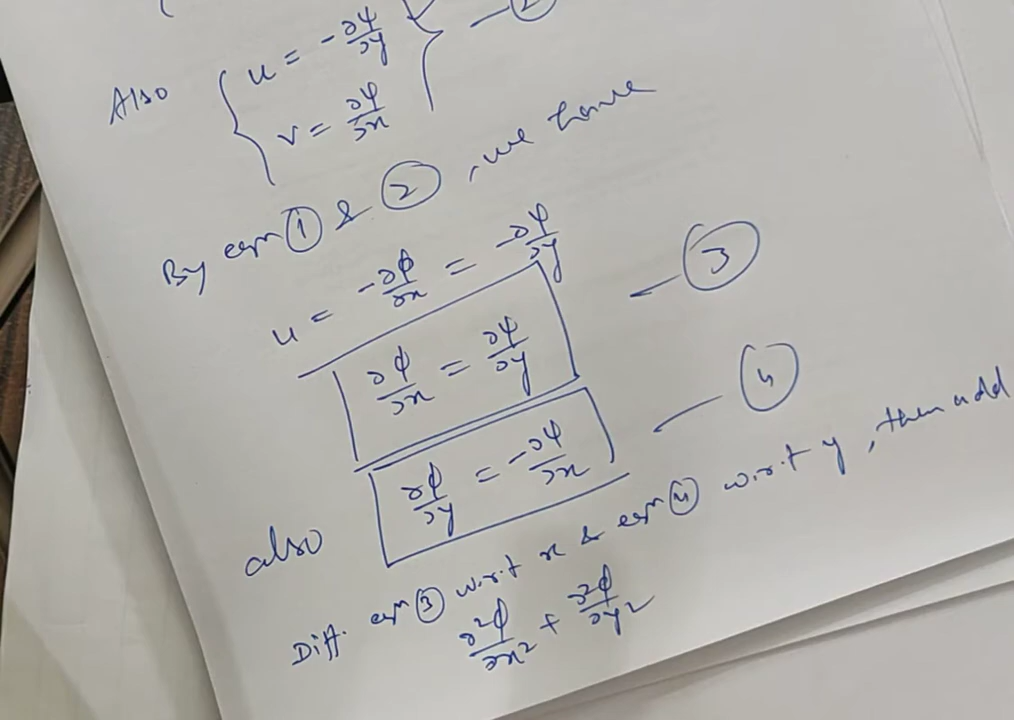 Also { u = -∂ψ/∂y } — ②
v = ∂ψ/∂x
By eqn ① & ②, we have
u = -∂ϕ/∂x = -∂ψ/∂y
∂ϕ/∂x = ∂ψ/∂y — ③
also ∂ϕ/∂y = -∂ψ/∂x — ④
Diff. eqn ③ w.r.t x & eqn ④ w.r.t y, then add
∂²ϕ/∂x² + ∂²ϕ/∂y²